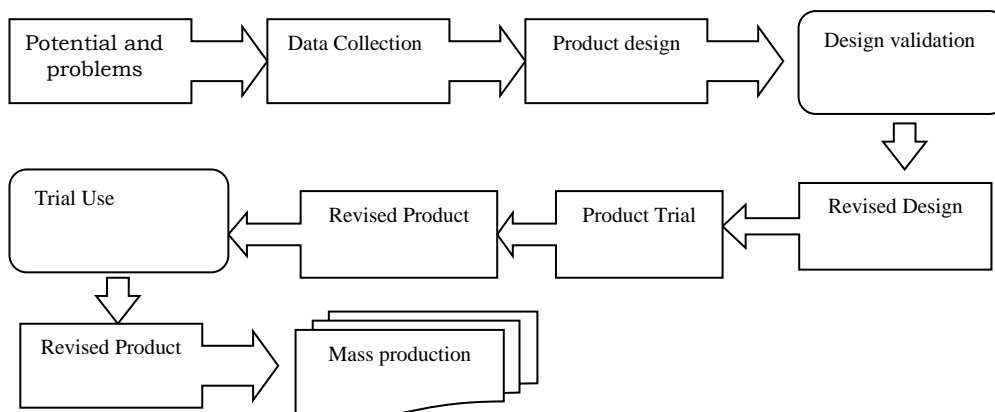 Potential and
problems
Data Collection
Product design
Design validation
Revised Design
Product Trial
Revised Product
Trial Use
Revised Product
Mass production